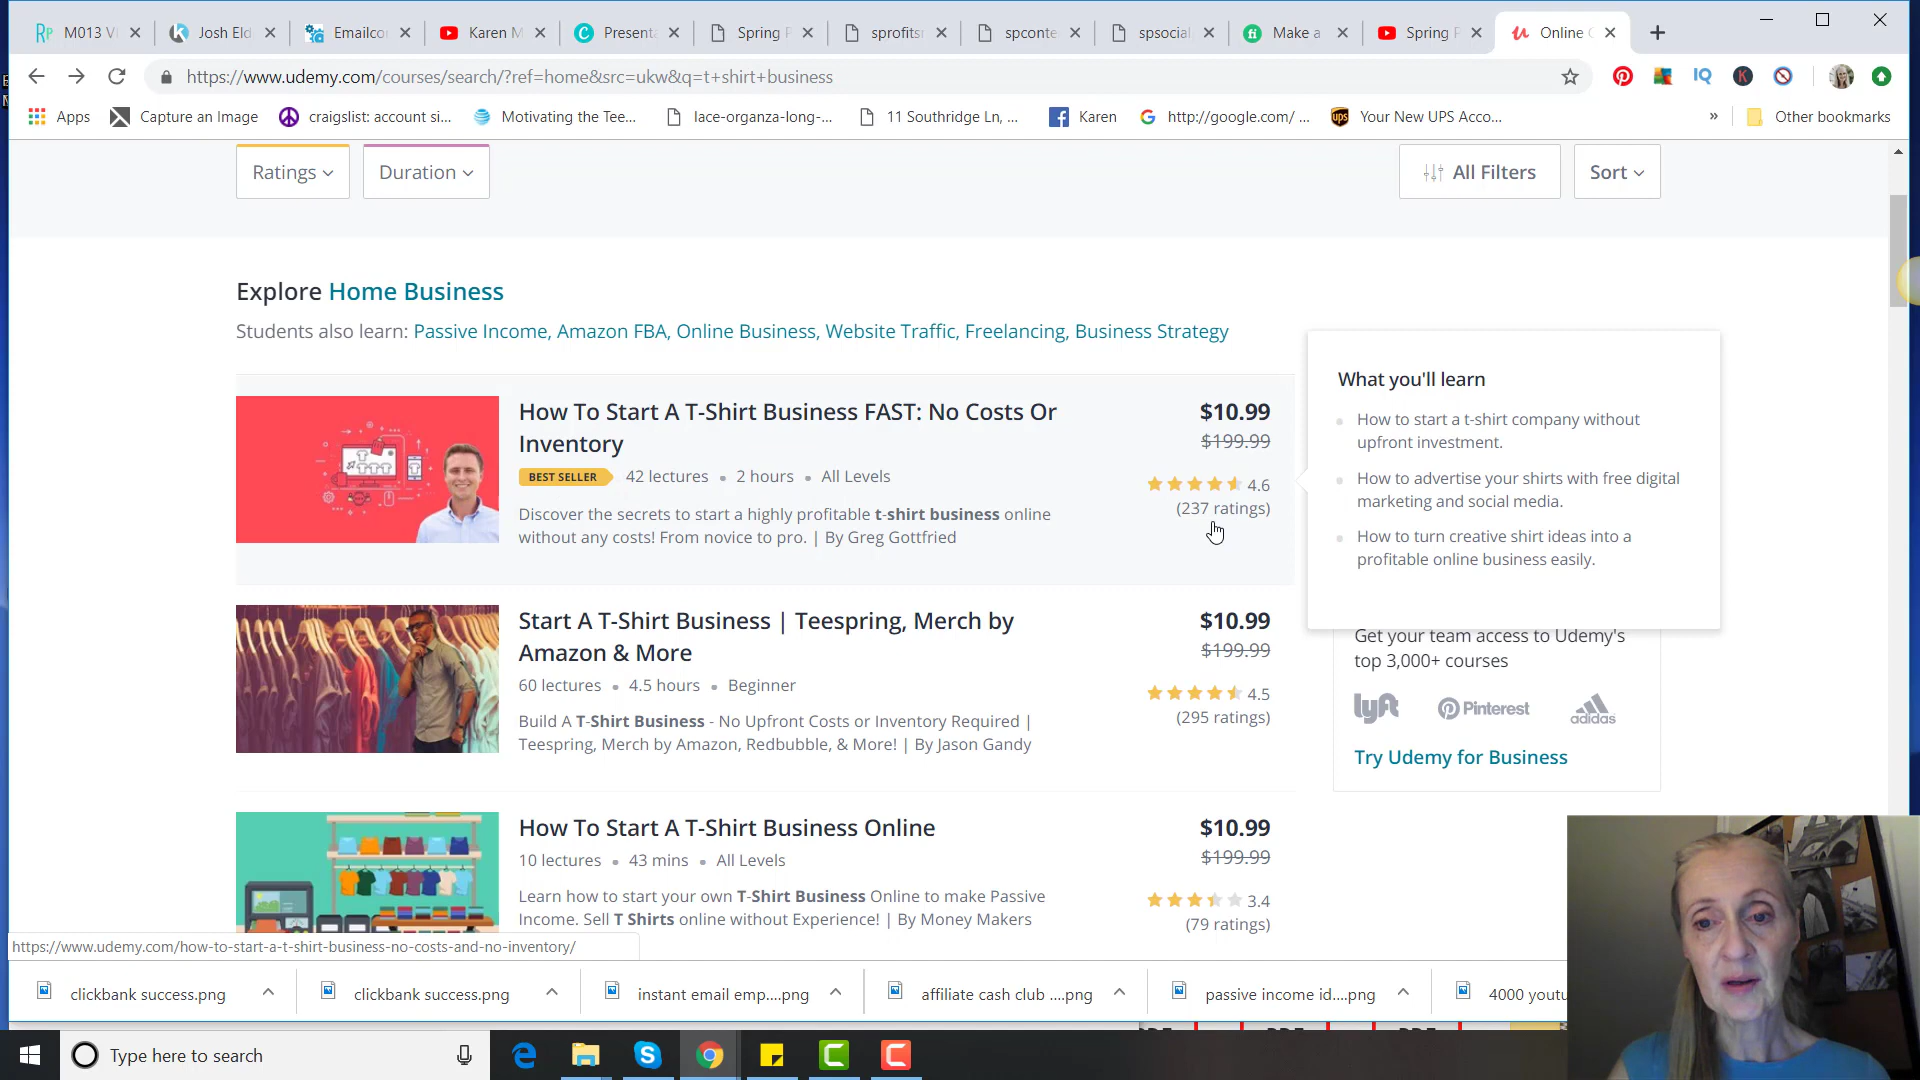 M013 V
Josh Eld
Emailco
Karen M
Present
Spring P
sprofits
spconte
spsocial
Make a
Spring P
Online C
https://www.udemy.com/courses/search/?ref=home&src=ukw&q=t+shirt+business
Apps
Capture an Image
craigslist: account si...
Motivating the Tee...
lace-organza-long-...
11 Southridge Ln, ...
Karen
http://google.com/ ...
Your New UPS Acco...
»
Other bookmarks
Ratings
Duration
All Filters
Sort
Explore Home Business
Students also learn: Passive Income, Amazon FBA, Online Business, Website Traffic, Freelancing, Business Strategy
How To Start A T-Shirt Business FAST: No Costs Or
Inventory
BEST SELLER 42 lectures • 2 hours • All Levels
Discover the secrets to start a highly profitable t-shirt business online
without any costs! From novice to pro. | By Greg Gottfried
$10.99
$199.99
4.6
(237 ratings)
What you'll learn
How to start a t-shirt company without
upfront investment.
How to advertise your shirts with free digital
marketing and social media.
How to turn creative shirt ideas into a
profitable online business easily.
Start A T-Shirt Business | Teespring, Merch by
Amazon & More
60 lectures • 4.5 hours • Beginner
Build A T-Shirt Business - No Upfront Costs or Inventory Required |
Teespring, Merch by Amazon, Redbubble, & More! | By Jason Gandy
$10.99
$199.99
4.5
(295 ratings)
Get your team access to Udemy's
top 3,000+ courses
lyft
Pinterest
adidas
Try Udemy for Business
How To Start A T-Shirt Business Online
10 lectures • 43 mins • All Levels
Learn how to start your own T-Shirt Business Online to make Passive
Income. Sell T Shirts online without Experience! | By Money Makers
$10.99
$199.99
3.4
(79 ratings)
https://www.udemy.com/how-to-start-a-t-shirt-business-no-costs-and-no-inventory/
clickbank success.png
clickbank success.png
instant email emp....png
affiliate cash club ....png
passive income id....png
4000 youtu
Type here to search